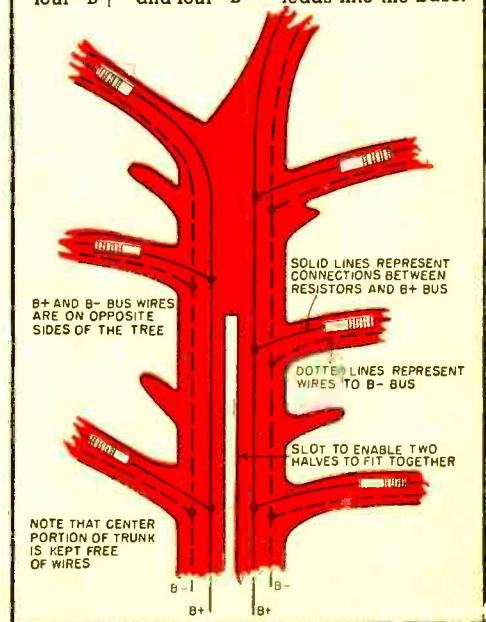 four "B+" and four "B-" leads like the base.
B+ AND B- BUS WIRES
ARE ON OPPOSITE
SIDES OF THE TREE
SOLID LINES REPRESENT
CONNECTIONS BETWEEN
RESISTORS AND B+ BUS
DOTTED LINES REPRESENT
WIRES TO B- BUS
SLOT TO ENABLE TWO
HALVES TO FIT TOGETHER
NOTE THAT CENTER
PORTION OF TRUNK
IS KEPT FREE
OF WIRES
B-
B+
B+
B-